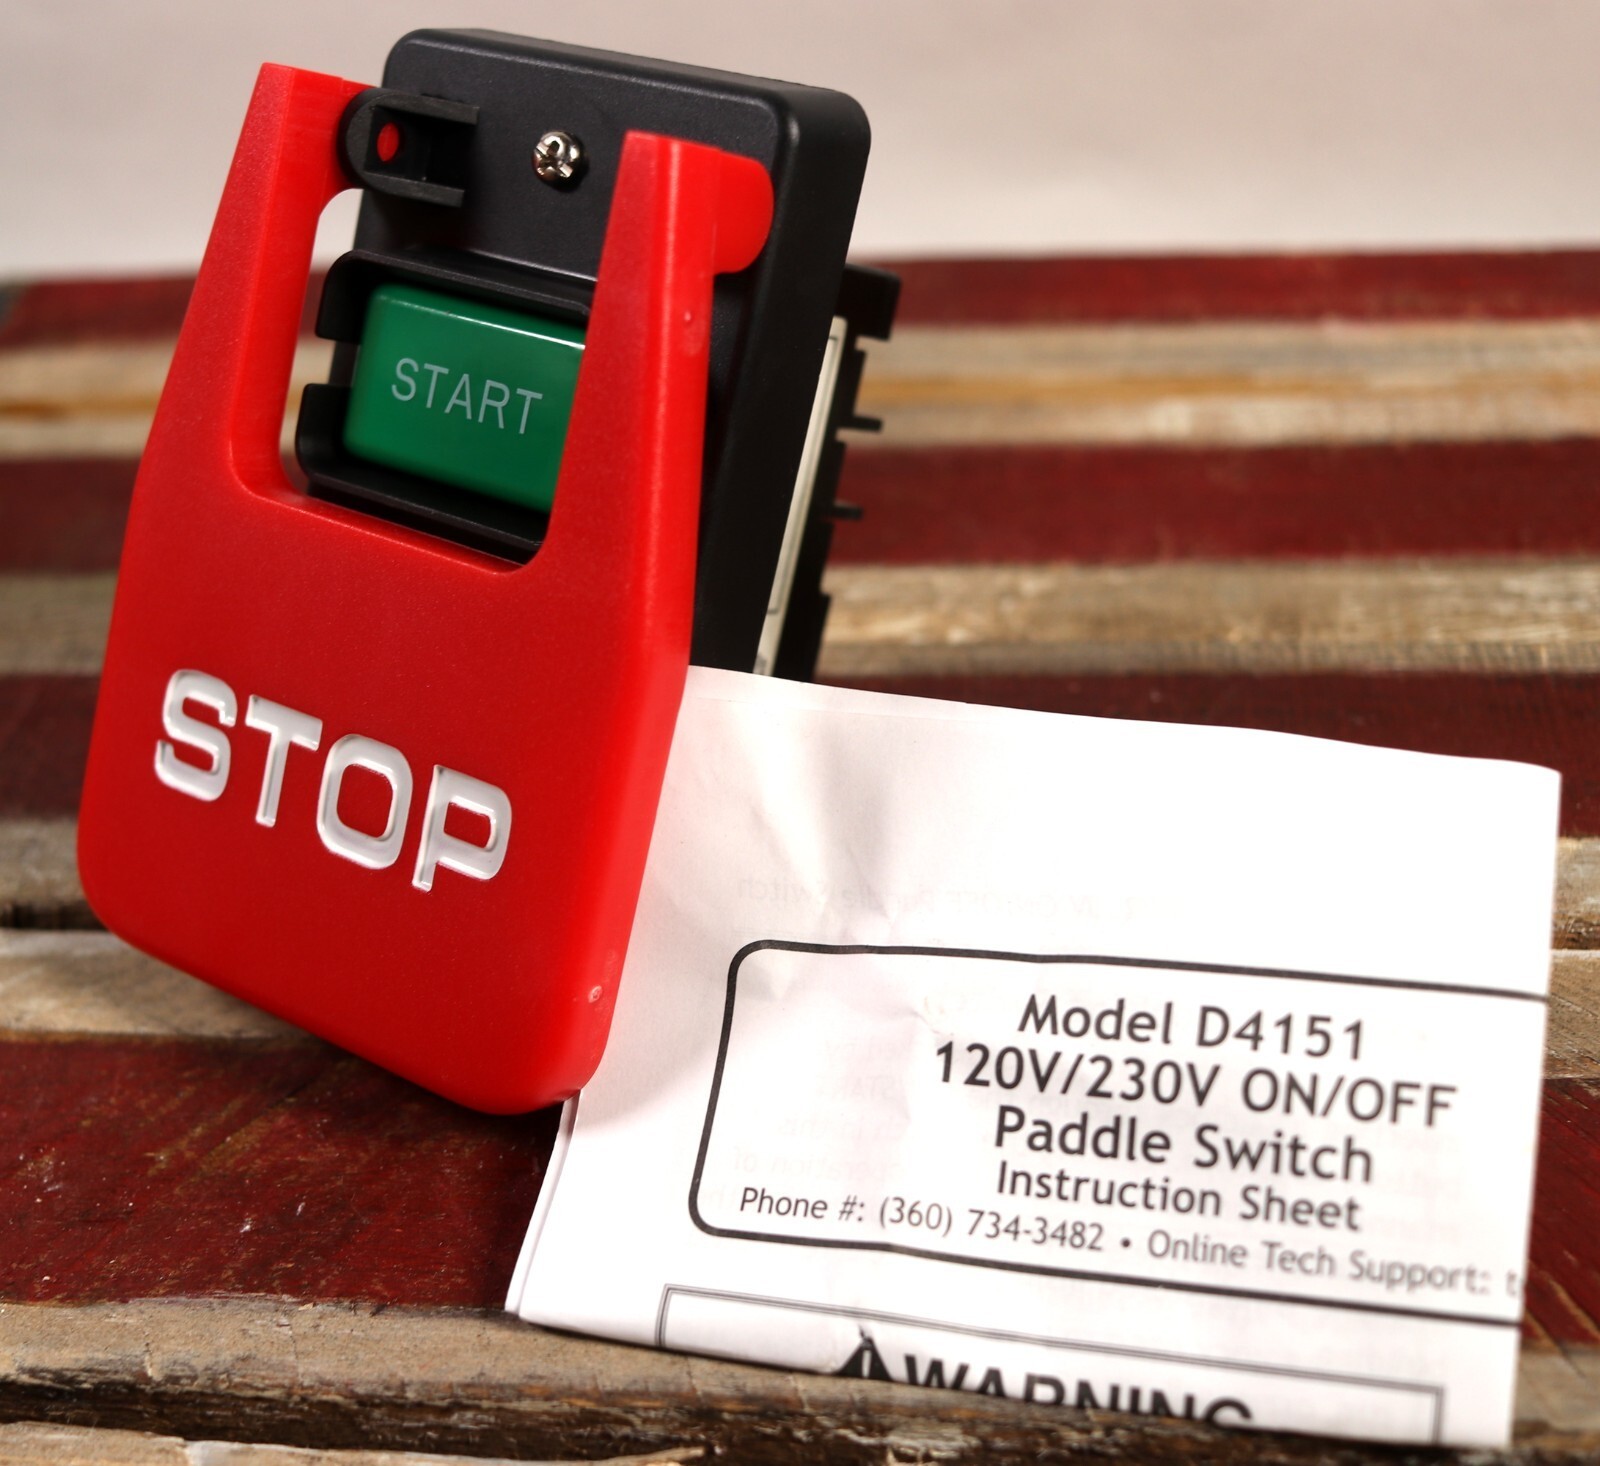 START
STOP
Model D4151
120V/230V ON/OFF
Paddle Switch
Instruction Sheet
Phone #: (360) 734-3482 • Online Tech Support:
WARNING